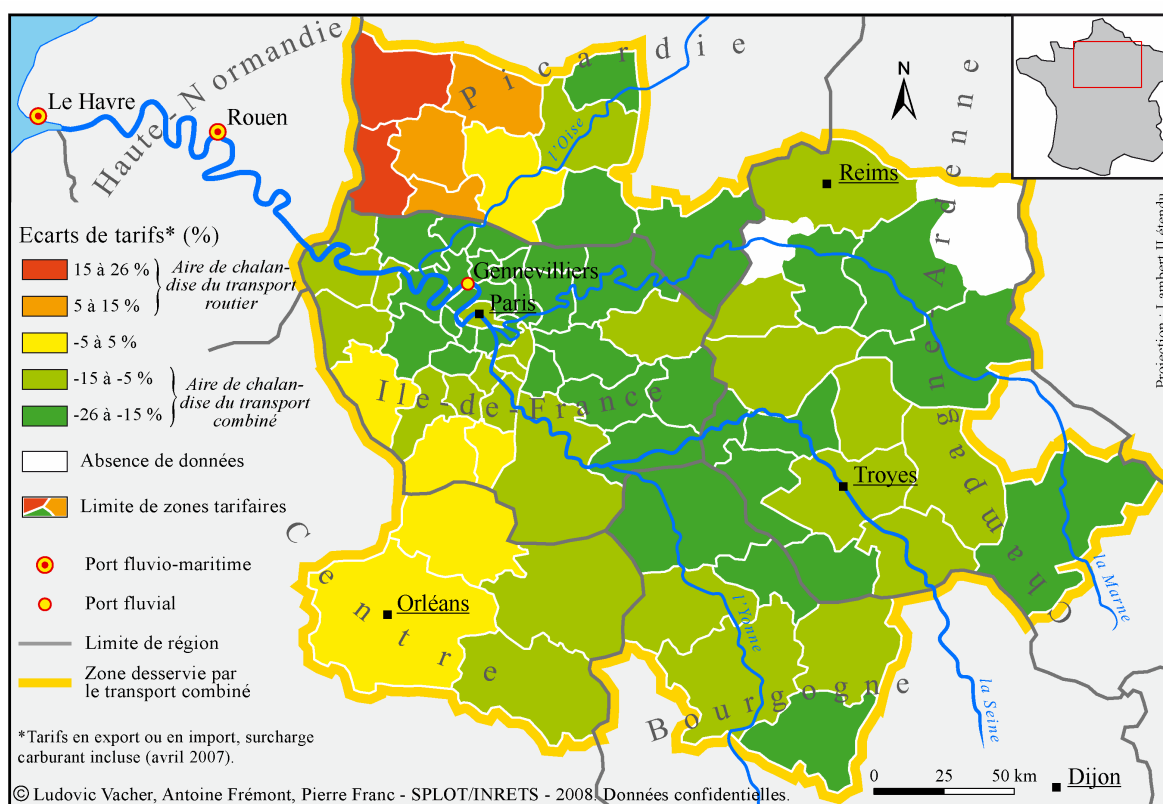 Haute-Normandie
Picardie
Le Havre
Rouen
l'Oise
N
Reims
Champagne-Ardenne
Ecarts de tarifs* (%)
15 à 26 %
5 à 15 %
Aire de chalan-
dise du transport
routier
-5 à 5 %
-15 à -5 %
-26 à -15 %
Aire de chalan-
dise du transport
combiné
Absence de données
Limite de zones tarifaires
Port fluvio-maritime
Port fluvial
Limite de région
Zone desservie par
le transport combiné
*Tarifs en export ou en import, surcharge
carburant incluse (avril 2007).
Gennevilliers
Paris
Ile-de-France
Troyes
Centre
Orléans
l'Yonne
Bourgogne
la Marne
la Seine
0 25 50 km
Dijon
Projection : Lambert II étendu
© Ludovic Vacher, Antoine Frémont, Pierre Franc - SPLOT/INRETS - 2008. Données confidentielles.